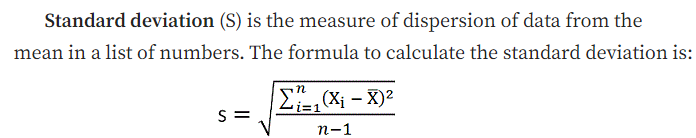 Standard deviation (S) is the measure of dispersion of data from the
mean in a list of numbers. The formula to calculate the standard deviation is:
s = √(∑ⁿᵢ₌₁(Xᵢ − X̄)² / n−1)